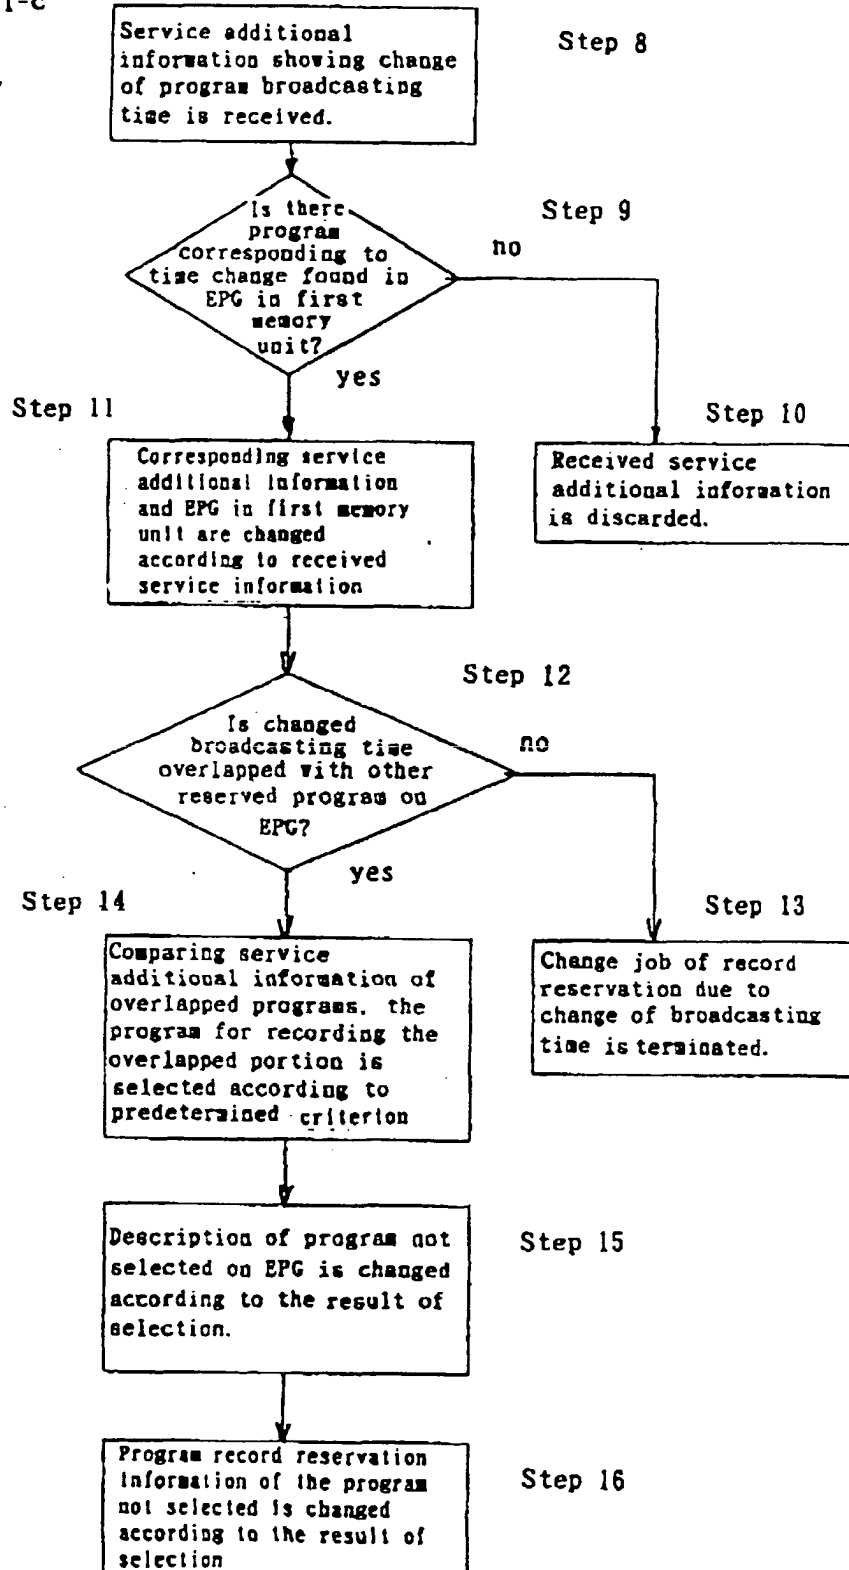 1-c
Service additional
information showing change
of program broadcasting
time is received.
Step 8
Is there
program
corresponding to
time change found in
EPG in first
memory
unit?
Step 9
no
yes
Step 11
Step 10
Corresponding service
additional information
and EPG in first memory
unit are changed
according to received
service information
Received service
additional information
is discarded.
Step 12
Is changed
broadcasting time
overlapped with other
reserved program on
EPG?
no
yes
Step 14
Step 13
Comparing service
additional information of
overlapped programs, the
program for recording the
overlapped portion is
selected according to
predetermined criterion
Change job of record
reservation due to
change of broadcasting
time is terminated.
Description of program not
selected on EPG is changed
according to the result of
selection.
Step 15
Program record reservation
information of the program
not selected is changed
according to the result of
selection
Step 16